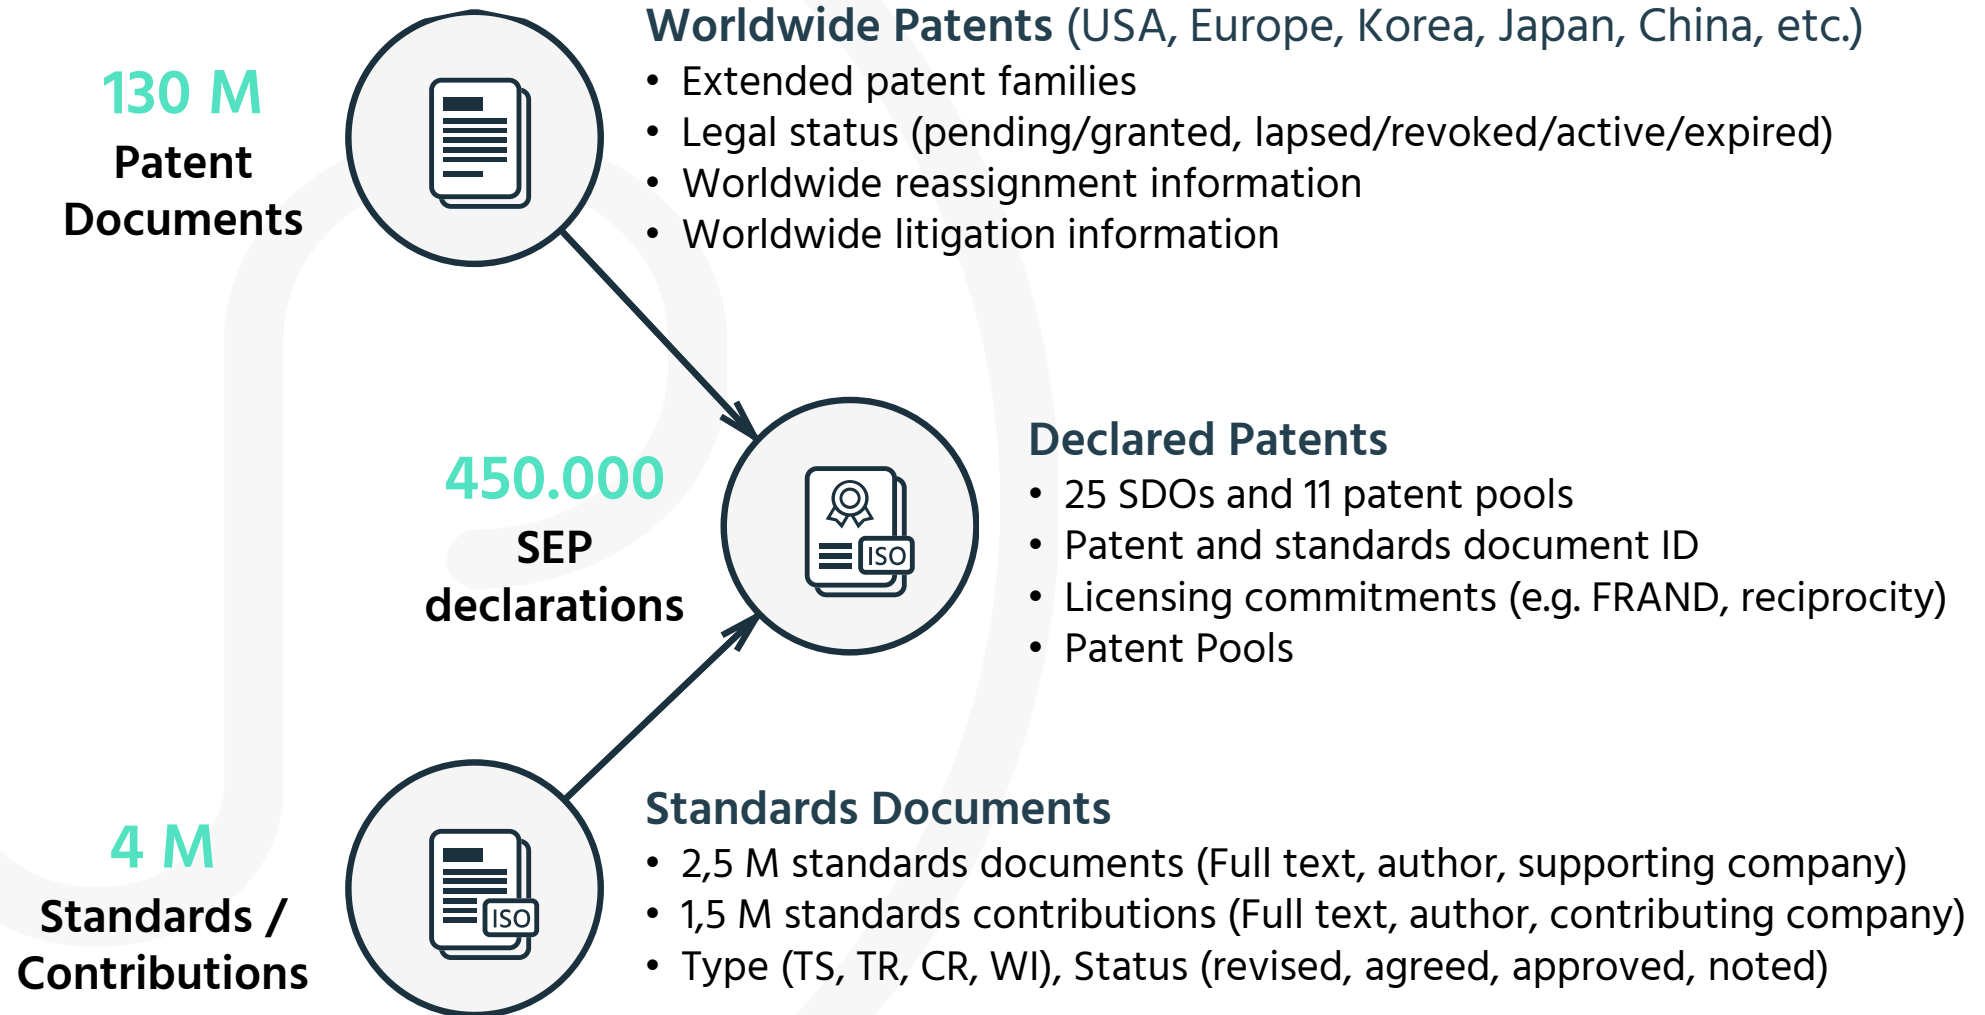 130 M
Patent
Documents
Worldwide Patents (USA, Europe, Korea, Japan, China, etc.)
• Extended patent families
• Legal status (pending/granted, lapsed/revoked/active/expired)
• Worldwide reassignment information
• Worldwide litigation information
450.000
SEP
declarations
ISO
Declared Patents
• 25 SDOs and 11 patent pools
• Patent and standards document ID
• Licensing commitments (e.g. FRAND, reciprocity)
• Patent Pools
4 M
Standards /
Contributions
ISO
Standards Documents
• 2,5 M standards documents (Full text, author, supporting company)
• 1,5 M standards contributions (Full text, author, contributing company)
• Type (TS, TR, CR, WI), Status (revised, agreed, approved, noted)